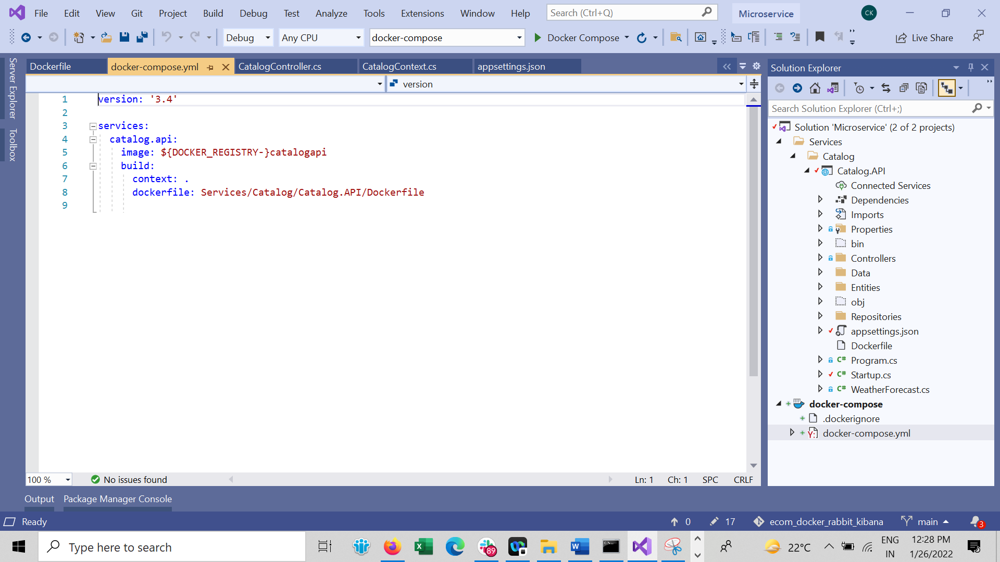 File Edit View Git Project Build Debug Test Analyze Tools Extensions Window Help Search (Ctrl+Q) Microservice CK
Debug Any CPU docker-compose Docker Compose Live Share
Server Explorer
Toolbox
Dockerfile docker-compose.yml CatalogController.cs CatalogContext.cs appsettings.json
version
1 version: '3.4'
2
3 services:
4 catalog.api:
5 image: ${DOCKER_REGISTRY-}catalogapi
6 build:
7 context: .
8 dockerfile: Services/Catalog/Catalog.API/Dockerfile
9
100 % No issues found Ln: 1 Ch: 1 SPC CRLF
Solution Explorer
Search Solution Explorer (Ctrl+;)
Solution 'Microservice' (2 of 2 projects)
Services
Catalog
Catalog.API
Connected Services
Dependencies
Imports
Properties
bin
C# Controllers
Data
Entities
obj
Repositories
appsettings.json
Dockerfile
C# Program.cs
C# Startup.cs
C# WeatherForecast.cs
docker-compose
.dockerignore
Y: docker-compose.yml
Output Package Manager Console
Ready 0 17 ecom_docker_rabbit_kibana main 3
Type here to search 89 22°C ENG 12:28 PM
IN 1/26/2022